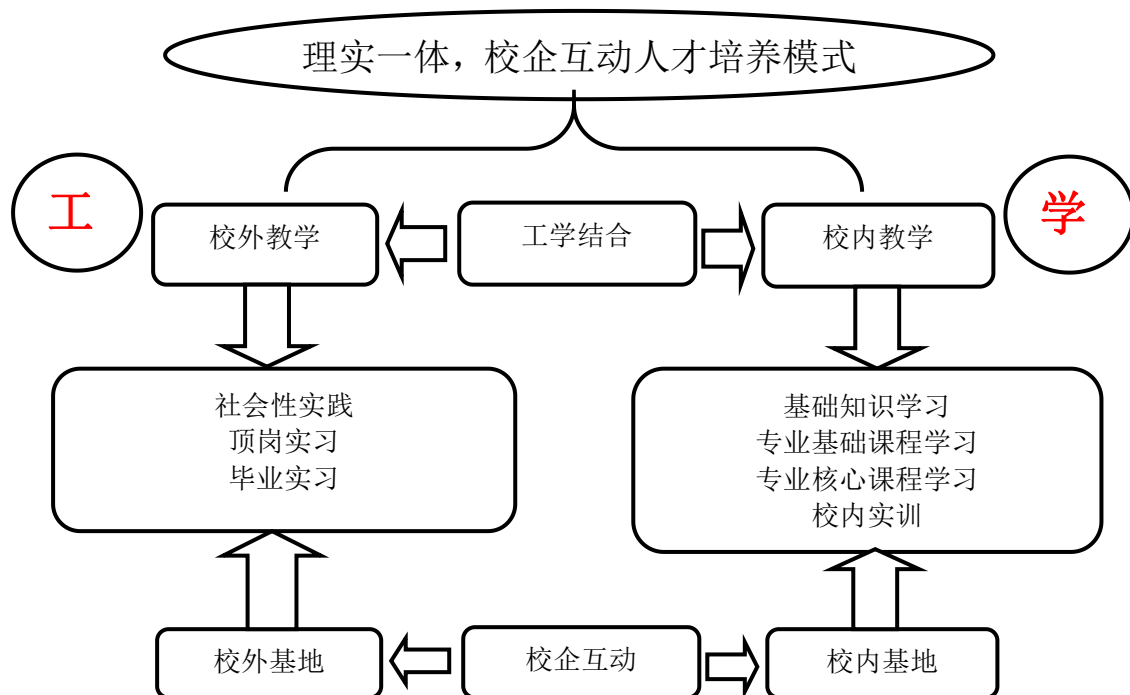 理实一体，校企互动人才培养模式
工
学
校外教学
工学结合
校内教学
社会性实践
顶岗实习
毕业实习
基础知识学习
专业基础课程学习
专业核心课程学习
校内实训
校外基地
校企互动
校内基地